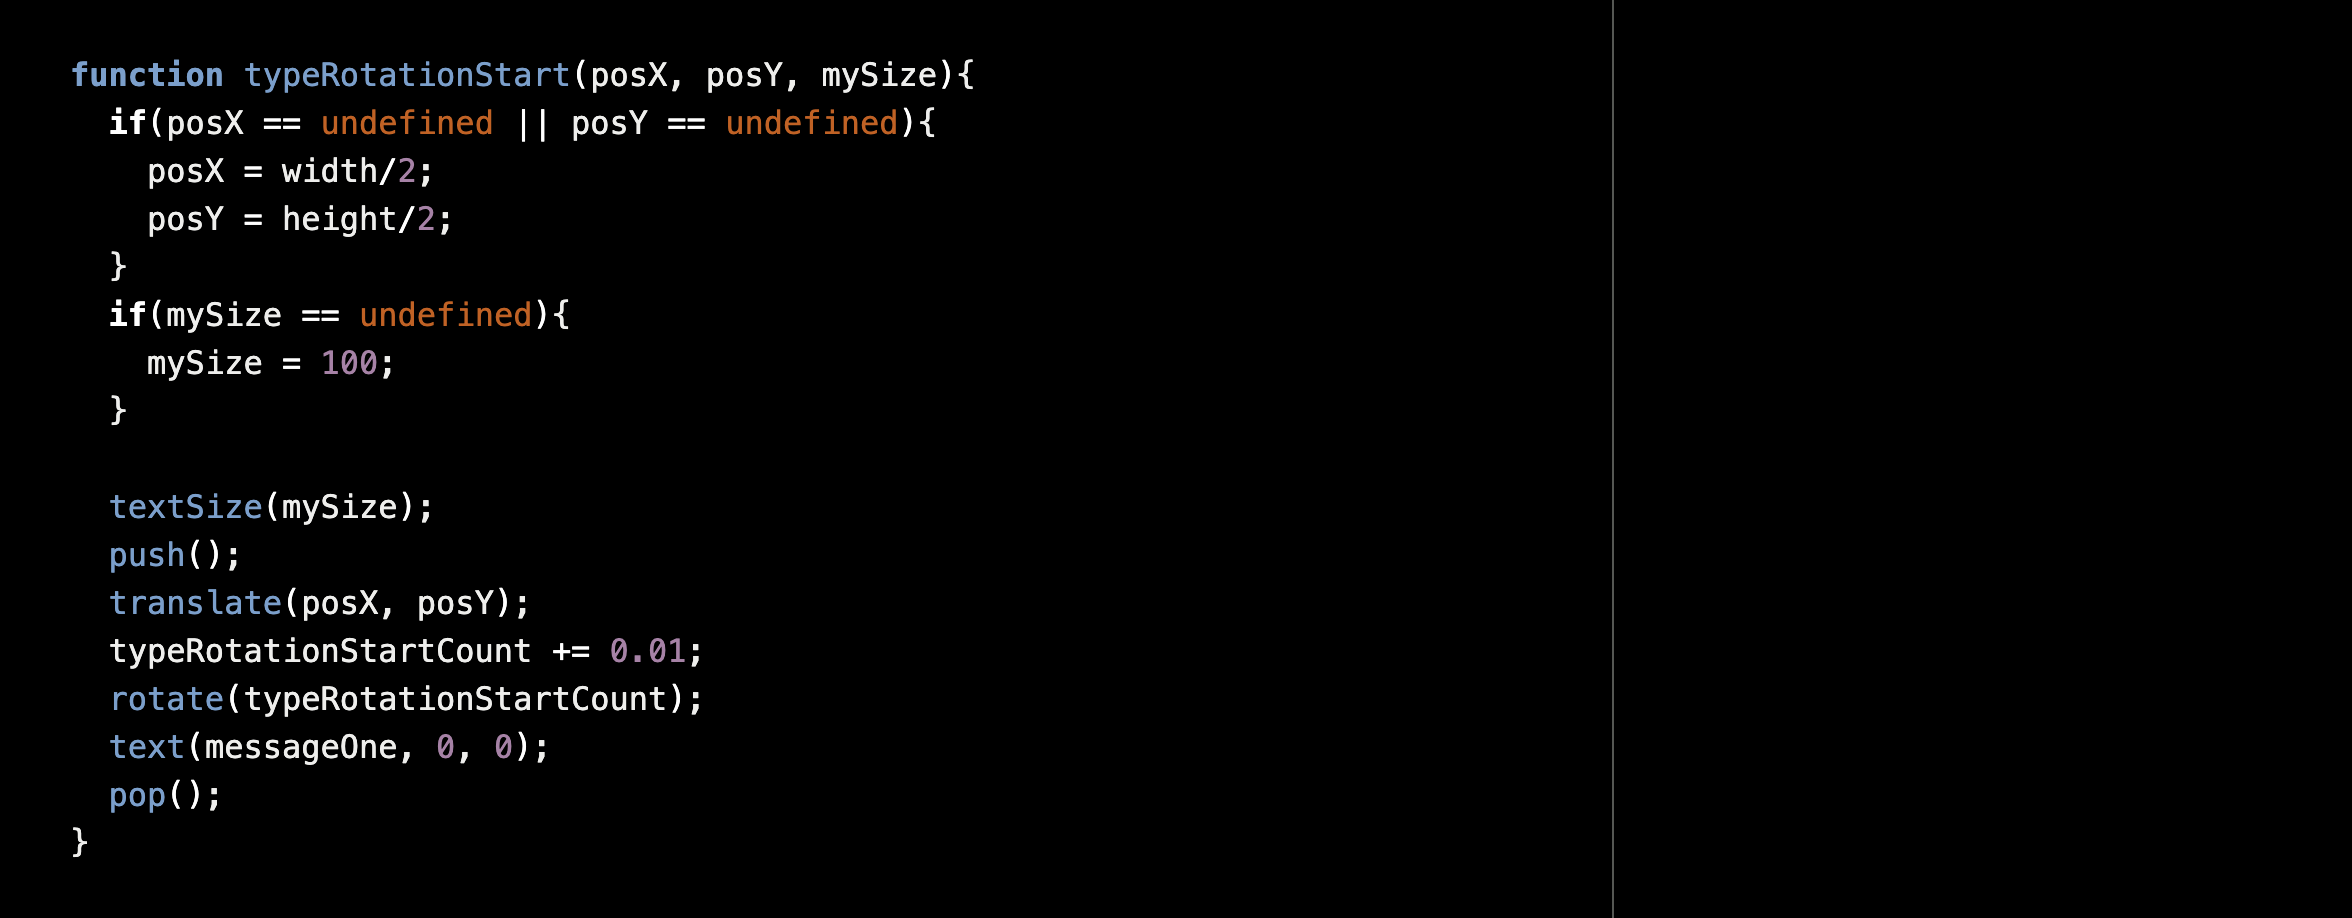 function typeRotationStart(posX, posY, mySize){
  if(posX == undefined || posY == undefined){
    posX = width/2;
    posY = height/2;
  }
  if(mySize == undefined){
    mySize = 100;
  }

  textSize(mySize);
  push();
  translate(posX, posY);
  typeRotationStartCount += 0.01;
  rotate(typeRotationStartCount);
  text(messageOne, 0, 0);
  pop();
}